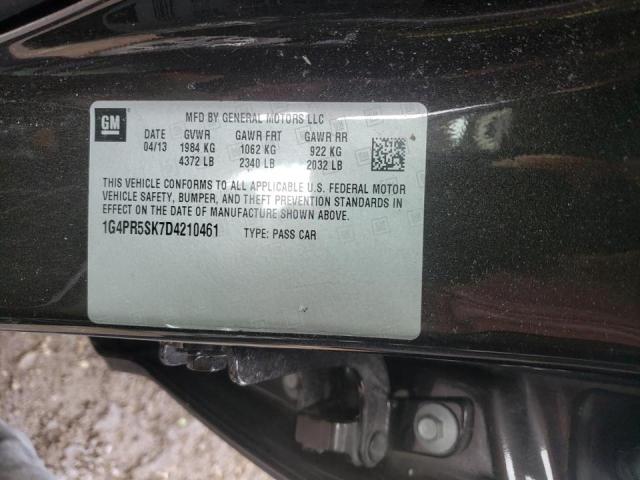 GM
MFD BY GENERAL MOTORS LLC
DATE GVWR GAWR FRT GAWR RR
04/13 1984 KG 1062 KG 922 KG
4372 LB 2340 LB 2032 LB
THIS VEHICLE CONFORMS TO ALL APPLICABLE U.S. FEDERAL MOTOR
VEHICLE SAFETY, BUMPER, AND THEFT PREVENTION STANDARDS IN
EFFECT ON THE DATE OF MANUFACTURE SHOWN ABOVE.
1G4PR5SK7D4210461 TYPE: PASS CAR